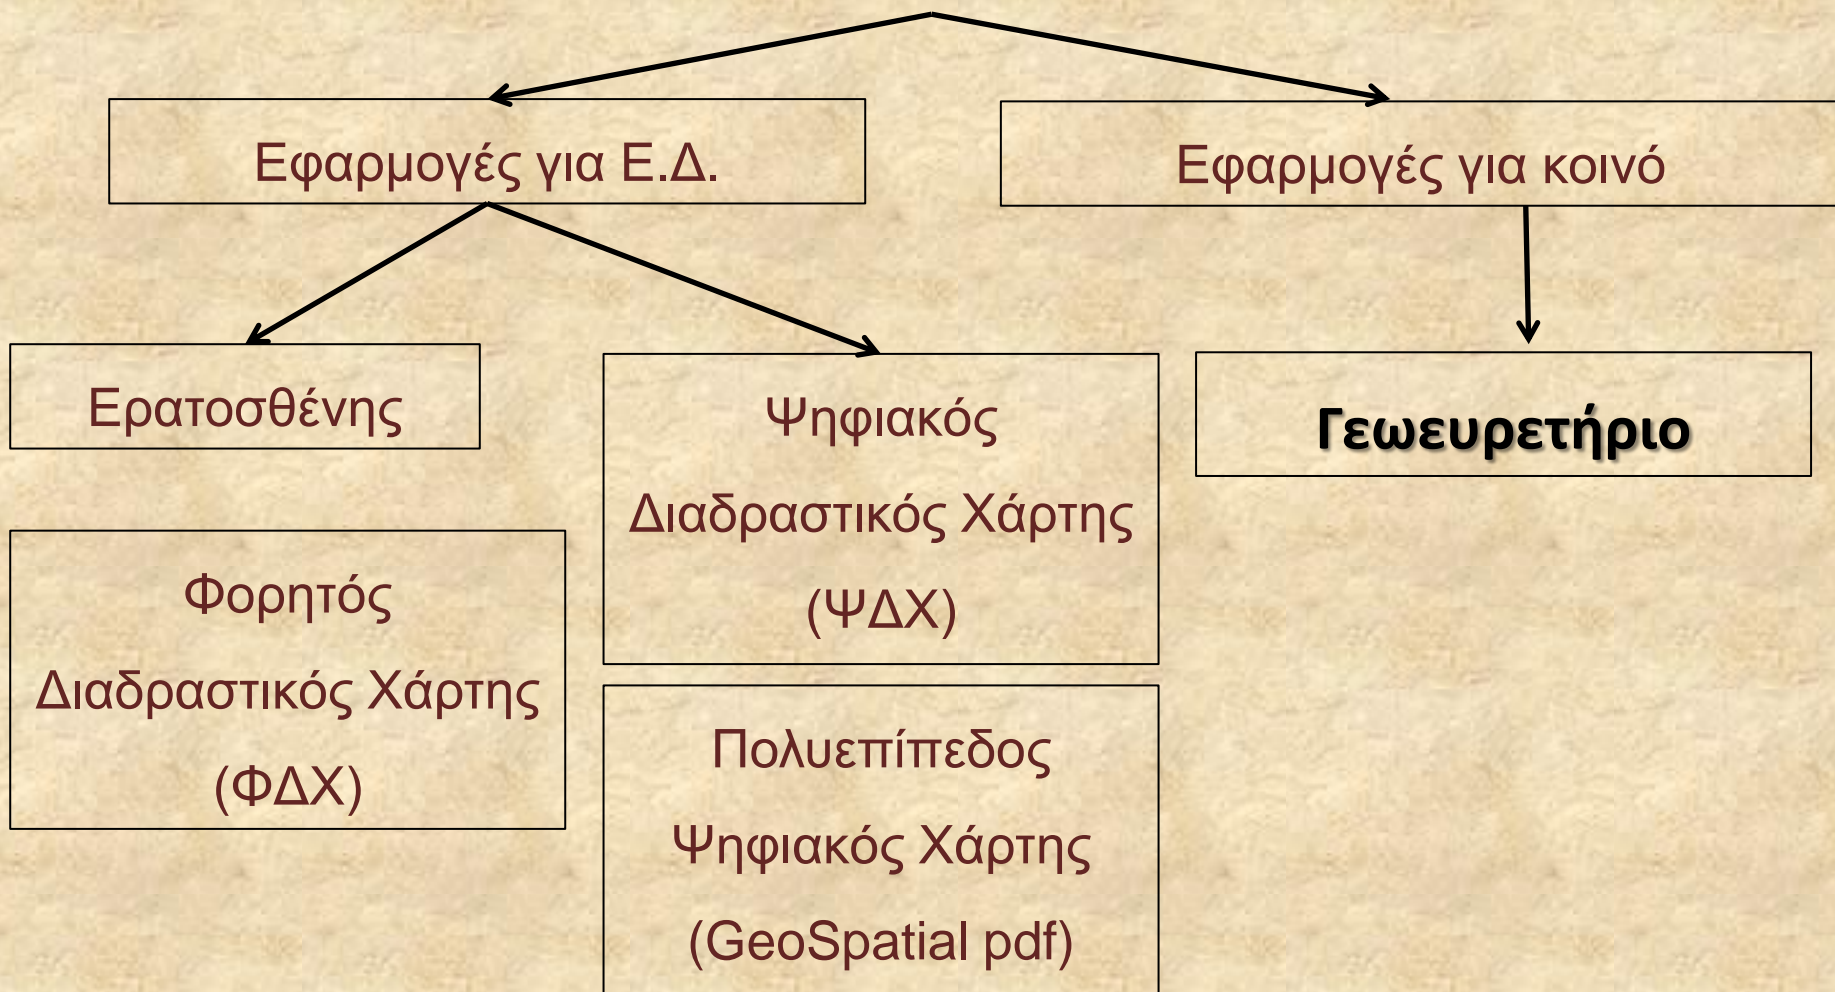 Εφαρμογές για Ε.Δ.
Εφαρμογές για κοινό
Ερατοσθένης
Ψηφιακός
Διαδραστικός Χάρτης
(ΨΔΧ)
Γεωευρετήριο
Φορητός
Διαδραστικός Χάρτης
(ΦΔΧ)
Πολυεπίπεδος
Ψηφιακός Χάρτης
(GeoSpatial pdf)